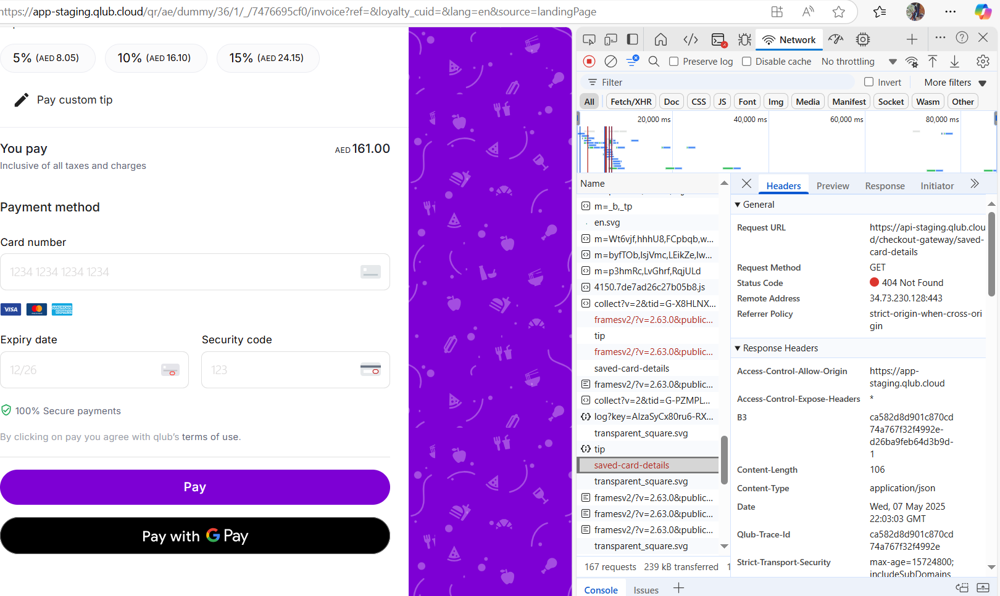 https://app-staging.qlub.cloud/qr/ae/dummy/36/1/_/7476695cf0/invoice?ref=&loyalty_cuid=&lang=en&source=landingPage
5% (AED 8.05)
10% (AED 16.10)
15% (AED 24.15)
Pay custom tip
You pay
AED 161.00
Inclusive of all taxes and charges
Payment method
Card number
1234 1234 1234 1234
VISA
AMERICAN EXPRESS
Expiry date
Security code
12/26
123
100% Secure payments
By clicking on pay you agree with qlub's terms of use.
Pay
Pay with G Pay
Network
Preserve log
Disable cache
No throttling
Filter
Invert
More filters
All
Fetch/XHR
Doc
CSS
JS
Font
Img
Media
Manifest
Socket
Wasm
Other
20,000 ms
40,000 ms
60,000 ms
80,000 ms
Name
m=_b,_tp
en.svg
m=Wt6vjf,hhhU8,FCpbqb,w...
m=byfTOb,lsjVmc,LEikZe,lw...
m=p3hmRc,LvGhrf,RqjULd
4150.7de7ad26c27b05b8.js
collect?v=2&tid=G-X8HLNX...
framesv2/?v=2.63.0&public...
tip
framesv2/?v=2.63.0&public...
saved-card-details
framesv2/?v=2.63.0&public...
collect?v=2&tid=G-PZMPL...
log?key=AIzaSyCx80ru6-RX...
transparent_square.svg
tip
saved-card-details
transparent_square.svg
framesv2/?v=2.63.0&public...
framesv2/?v=2.63.0&public...
framesv2/?v=2.63.0&public...
transparent_square.svg
167 requests
239 kB transferred
1
Headers
Preview
Response
Initiator
General
Request URL
https://api-staging.qlub.clou
d/checkout-gateway/saved-
card-details
Request Method
GET
Status Code
404 Not Found
Remote Address
34.73.230.128:443
Referrer Policy
strict-origin-when-cross-ori
gin
Response Headers
Access-Control-Allow-Origin
https://app-
staging.qlub.cloud
Access-Control-Expose-Headers
*
B3
ca582d8d901c870cd
74a767f32f4992e-
d26ba9feb64d3b9d-
1
Content-Length
106
Content-Type
application/json
Date
Wed, 07 May 2025
22:03:03 GMT
Qlub-Trace-Id
ca582d8d901c870cd
74a767f32f4992e
Strict-Transport-Security
max-age=15724800;
includeSubDomains
Console
Issues